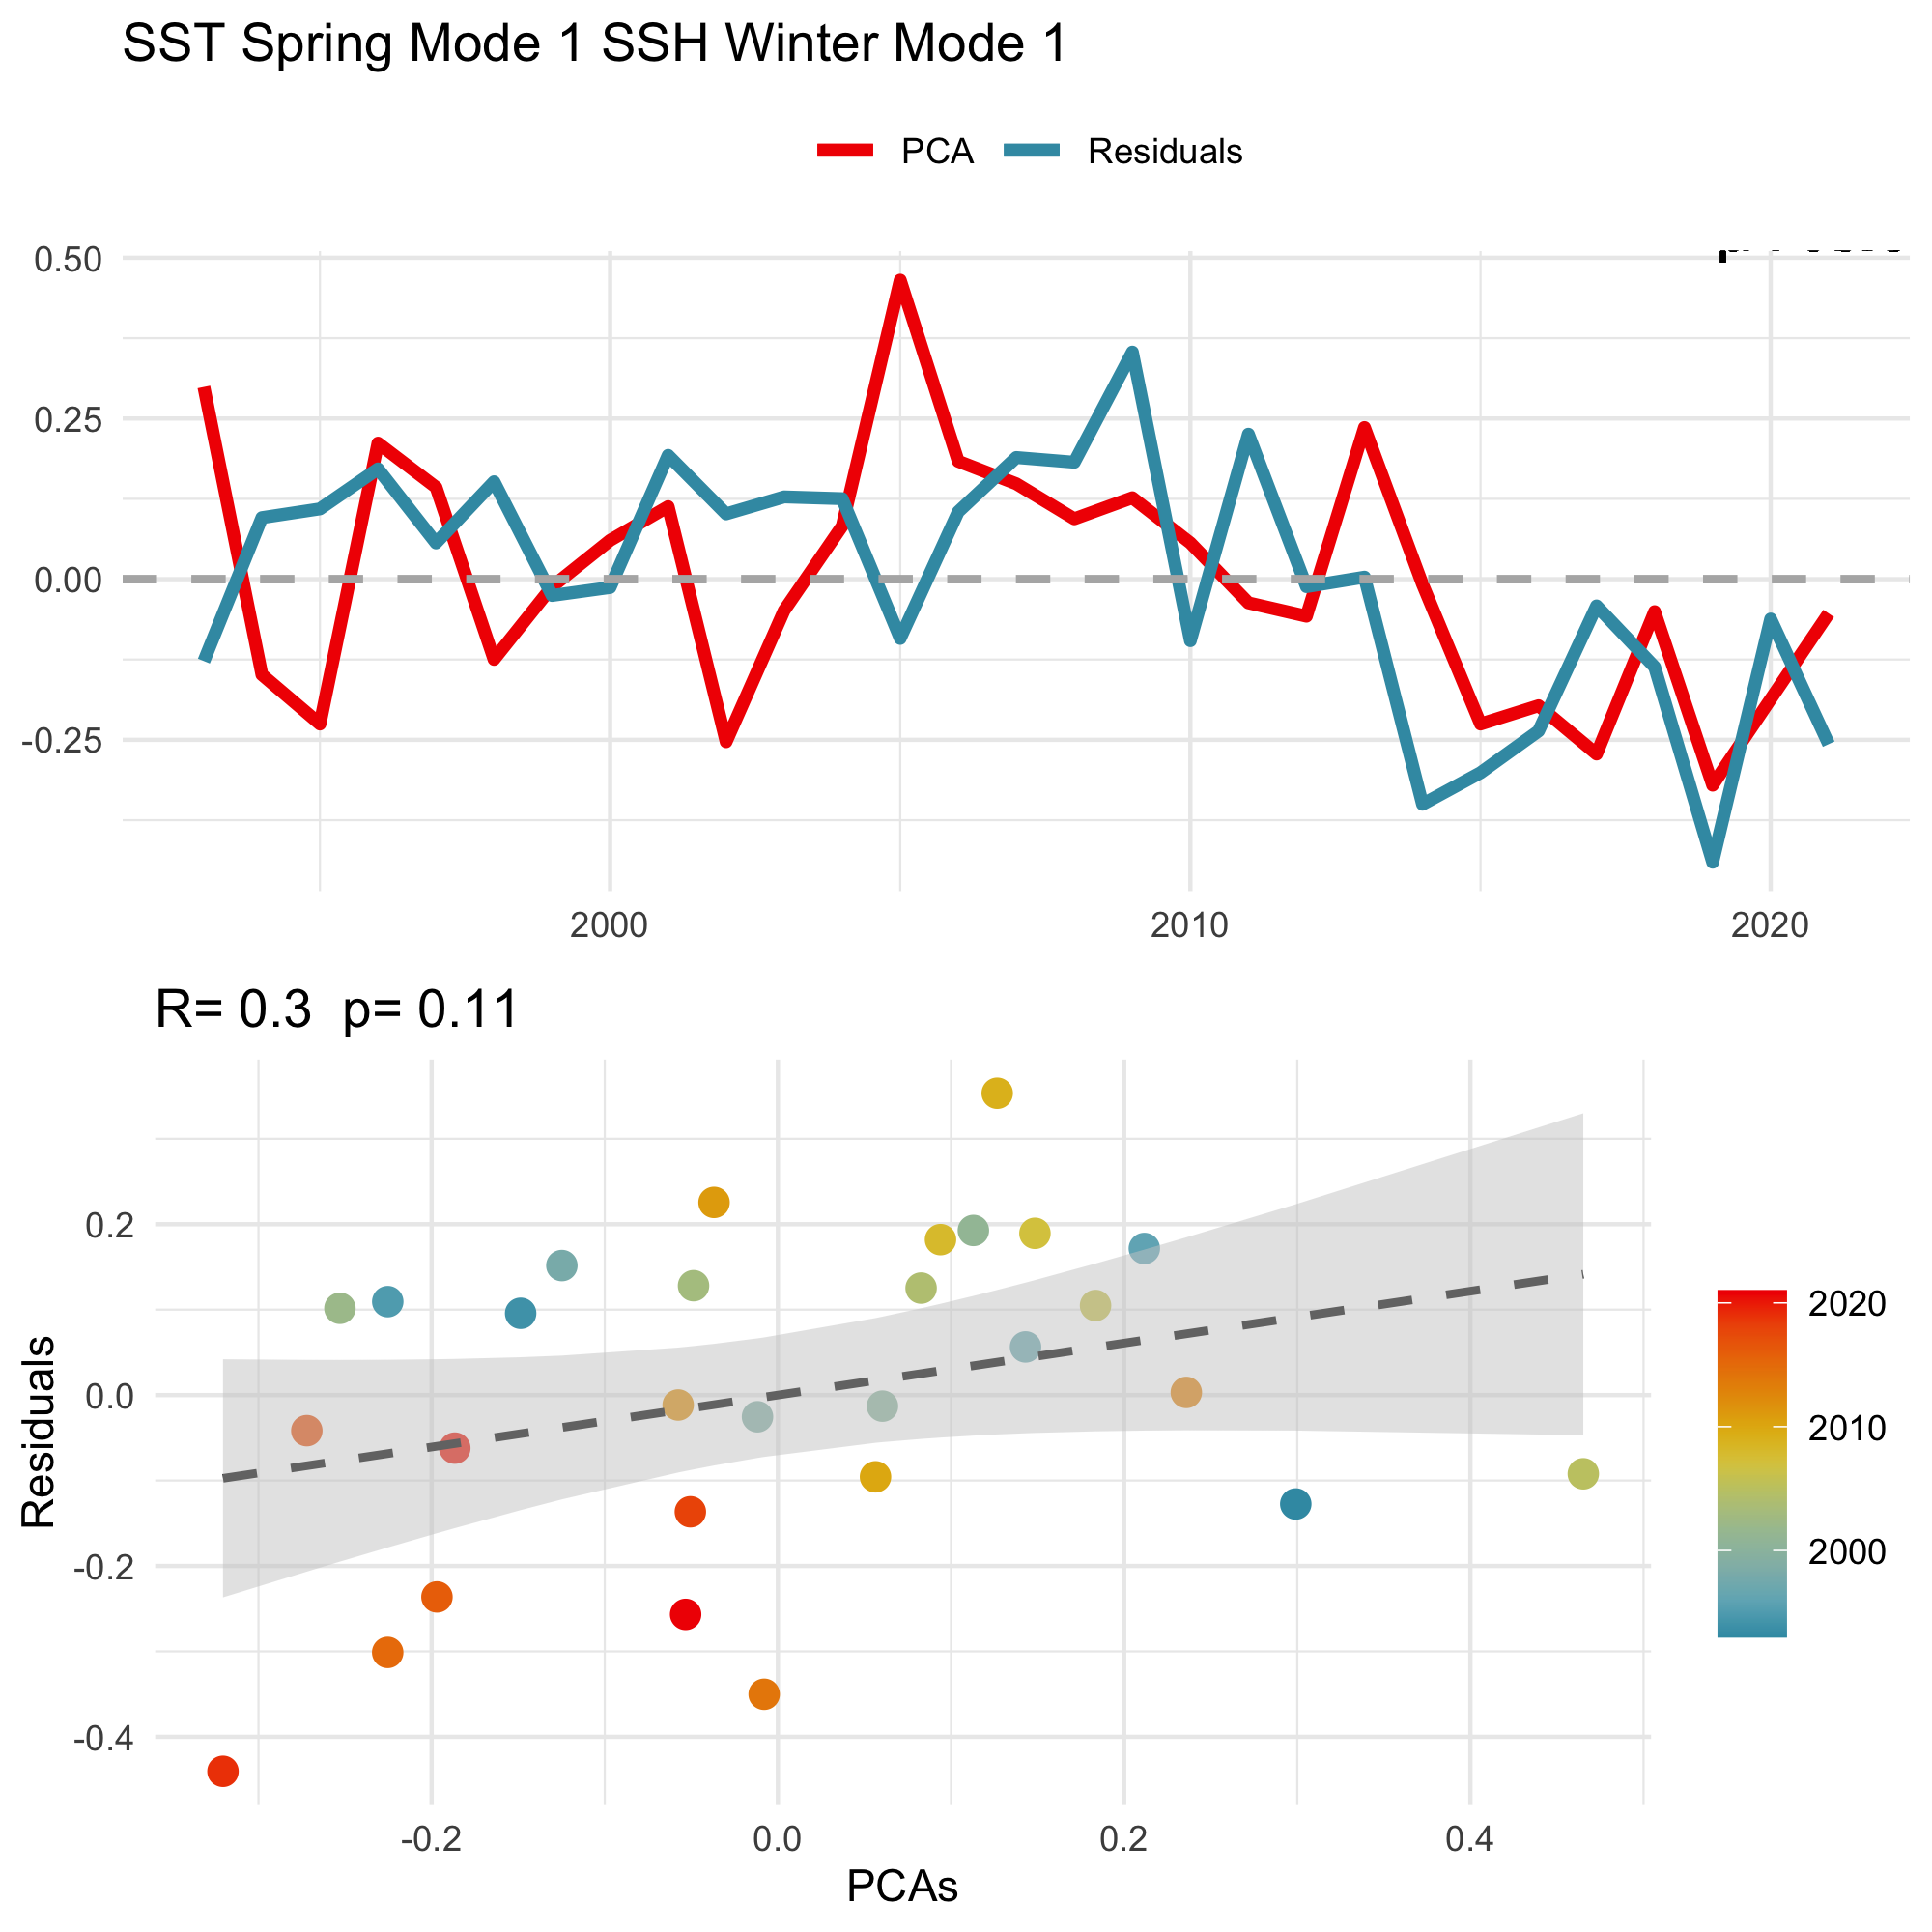 SST Spring Mode 1 SSH Winter Mode 1
PCA Residuals
0.50
0.25
0.00
-0.25
2000 2010 2020
R= 0.3 p= 0.11
Residuals
0.2
0.0
-0.2
-0.4
-0.2 0.0 0.2 0.4
PCAs
2020
2010
2000